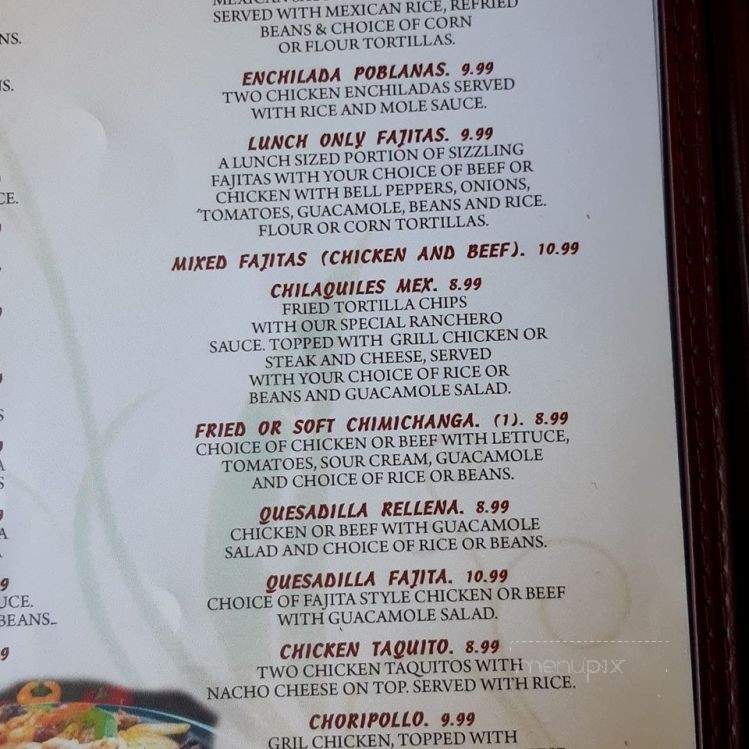 NS.
S.
CE.
S
A
S
A
9
UCE.
BEANS..
9
SERVED WITH MEXICAN RICE, REFRIED
BEANS & CHOICE OF CORN
OR FLOUR TORTILLAS.
ENCHILADA POBLANAS. 9.99
TWO CHICKEN ENCHILADAS SERVED
WITH RICE AND MOLE SAUCE.
LUNCH ONLY FAJITAS. 9.99
A LUNCH SIZED PORTION OF SIZZLING
FAJITAS WITH YOUR CHOICE OF BEEF OR
CHICKEN WITH BELL PEPPERS, ONIONS,
TOMATOES, GUACAMOLE, BEANS AND RICE.
FLOUR OR CORN TORTILLAS.
MIXED FAJITAS (CHICKEN AND BEEF). 10.99
CHILAQUILES MEX. 8.99
FRIED TORTILLA CHIPS
WITH OUR SPECIAL RANCHERO
SAUCE. TOPPED WITH GRILL CHICKEN OR
STEAK AND CHEESE, SERVED
WITH YOUR CHOICE OF RICE OR
BEANS AND GUACAMOLE SALAD.
FRIED OR SOFT CHIMICHANGA. (1). 8.99
CHOICE OF CHICKEN OR BEEF WITH LETTUCE,
TOMATOES, SOUR CREAM, GUACAMOLE
AND CHOICE OF RICE OR BEANS.
QUESADILLA RELLENA. 8.99
CHICKEN OR BEEF WITH GUACAMOLE
SALAD AND CHOICE OF RICE OR BEANS.
QUESADILLA FAJITA. 10.99
CHOICE OF FAJITA STYLE CHICKEN OR BEEF
WITH GUACAMOLE SALAD.
CHICKEN TAQUITO. 8.99
TWO CHICKEN TAQUITOS WITH
NACHO CHEESE ON TOP. SERVED WITH RICE.
CHORIPOLLO. 9.99
GRIL CHICKEN, TOPPED WITH
menupix